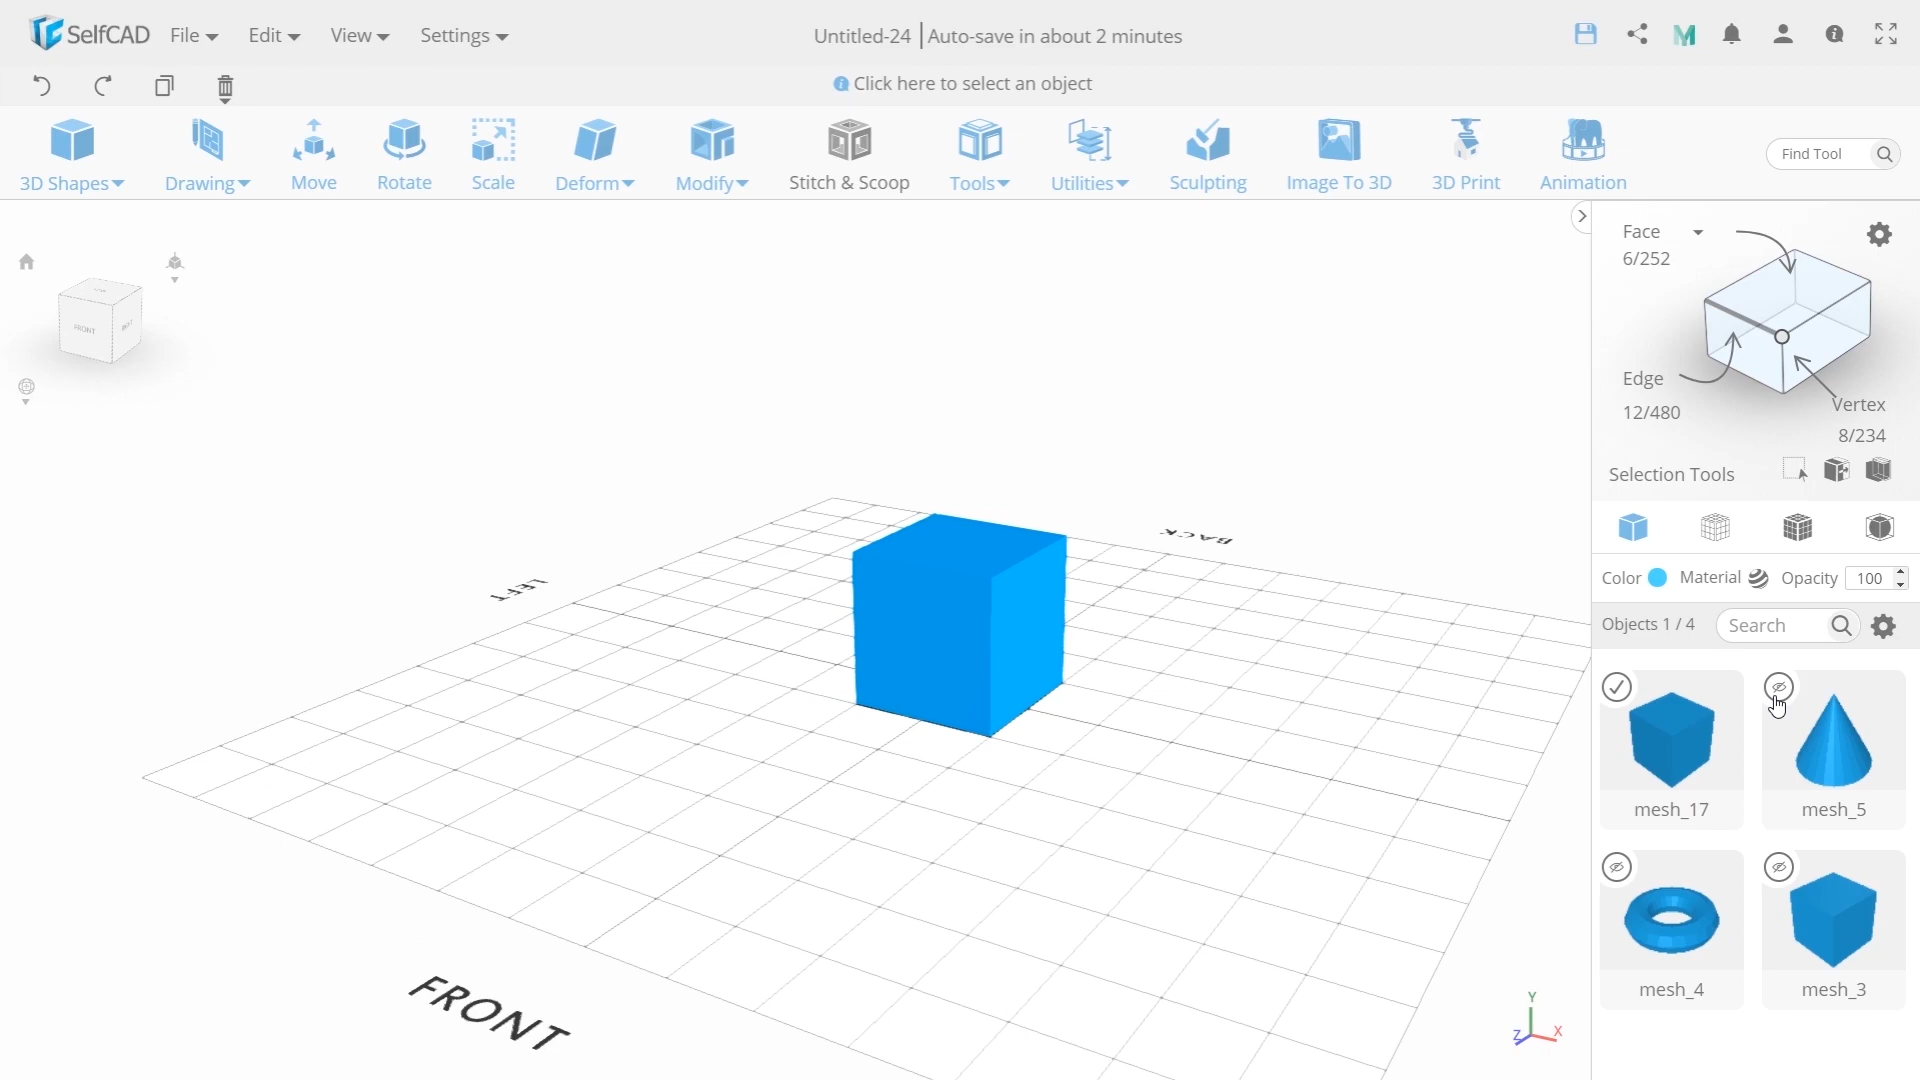 SelfCAD
File
Edit
View
Settings
Untitled-24
Auto-save in about 2 minutes
Click here to select an object
3D Shapes
Drawing
Move
Rotate
Scale
Deform
Modify
Stitch & Scoop
Tools
Utilities
Sculpting
Image To 3D
3D Print
Animation
Find Tool
Face
6/252
Edge
12/480
Vertex
8/234
Selection Tools
Color
Material
Opacity
100
Objects 1 / 4
Search
mesh_17
mesh_5
mesh_4
mesh_3
FRONT
BACK
LEFT
FRONT
Y
Z
X